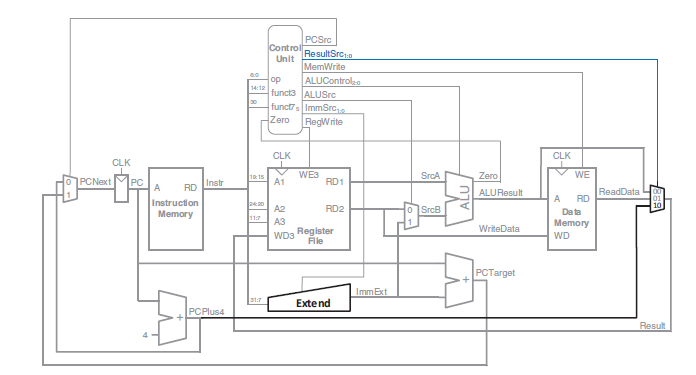 PCSrc
Control
Unit
ResultSrc1:0
MemWrite
6:0
op
ALUControl2:0
14:12
funct3
ALUSrc
30
funct75
ImmSrc1:0
Zero
RegWrite
CLK
CLK
CLK
0
1
PCNext
PC
A
RD
Instruction
Memory
Instr
19:15
A1
WE3
RD1
24:20
A2
RD2
11:7
A3
WD3
Register
File
SrcA
0
1
SrcB
ALU
Zero
ALUResult
WriteData
WE
A
RD
Data
Memory
WD
ReadData
00
01
10
+
PCTarget
31:7
Extend
ImmExt
+
4
PCPlus4
Result